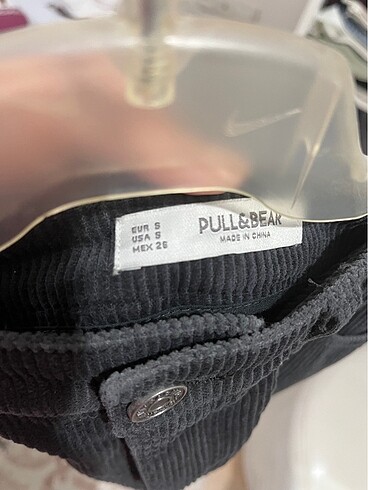 EUR S
USA S
MEX 26
PULL&BEAR
MADE IN CHINA